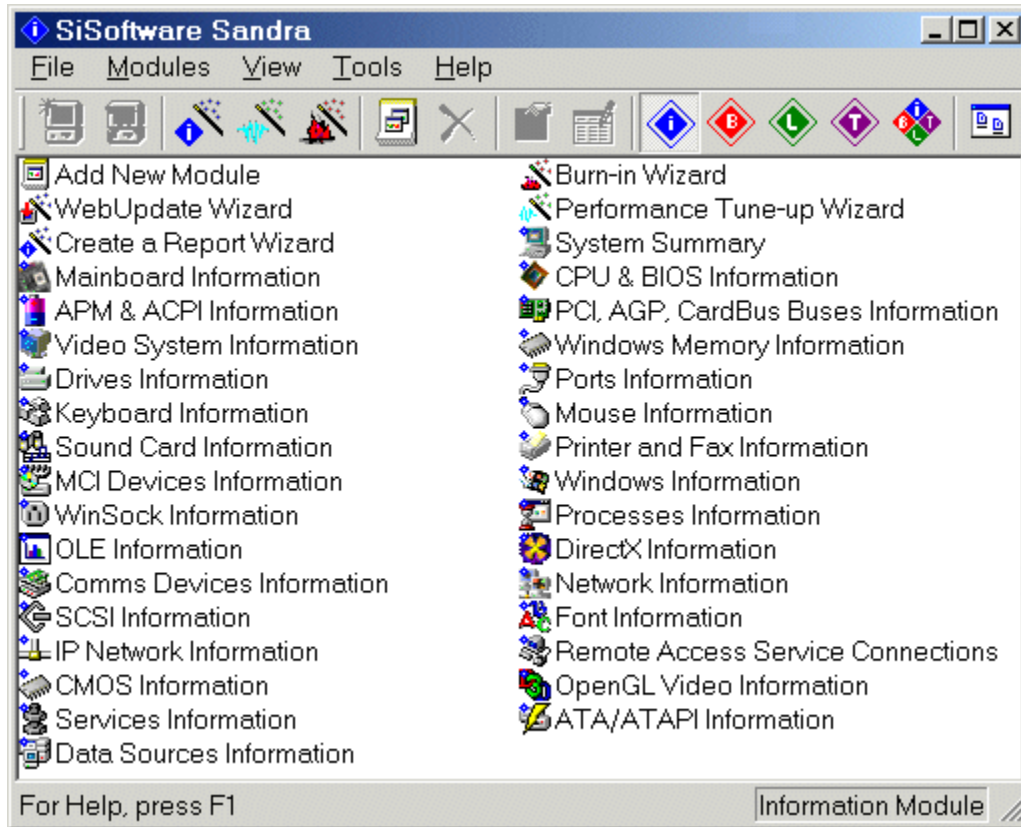 SiSoftware Sandra
File Modules View Tools Help
i B L T B i T L
Add New Module
WebUpdate Wizard
Create a Report Wizard
Mainboard Information
APM & ACPI Information
Video System Information
Drives Information
Keyboard Information
Sound Card Information
MCI Devices Information
WinSock Information
OLE Information
Comms Devices Information
SCSI Information
IP Network Information
CMOS Information
Services Information
Data Sources Information
Burn-in Wizard
Performance Tune-up Wizard
System Summary
CPU & BIOS Information
PCI, AGP, CardBus Buses Information
Windows Memory Information
Ports Information
Mouse Information
Printer and Fax Information
Windows Information
Processes Information
DirectX Information
Network Information
Font Information
Remote Access Service Connections
OpenGL Video Information
ATA/ATAPI Information
For Help, press F1
Information Module